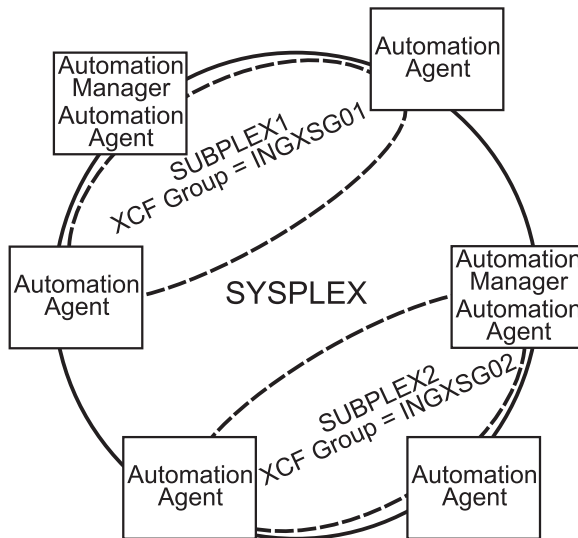 Automation
Agent
Automation
Manager
Automation
Agent
SUBPLEX1
XCF Group = INGXSG01
Automation
Agent
SYSPLEX
Automation
Manager
Automation
Agent
SUBPLEX2
XCF Group = INGXSG02
Automation
Agent
Automation
Agent